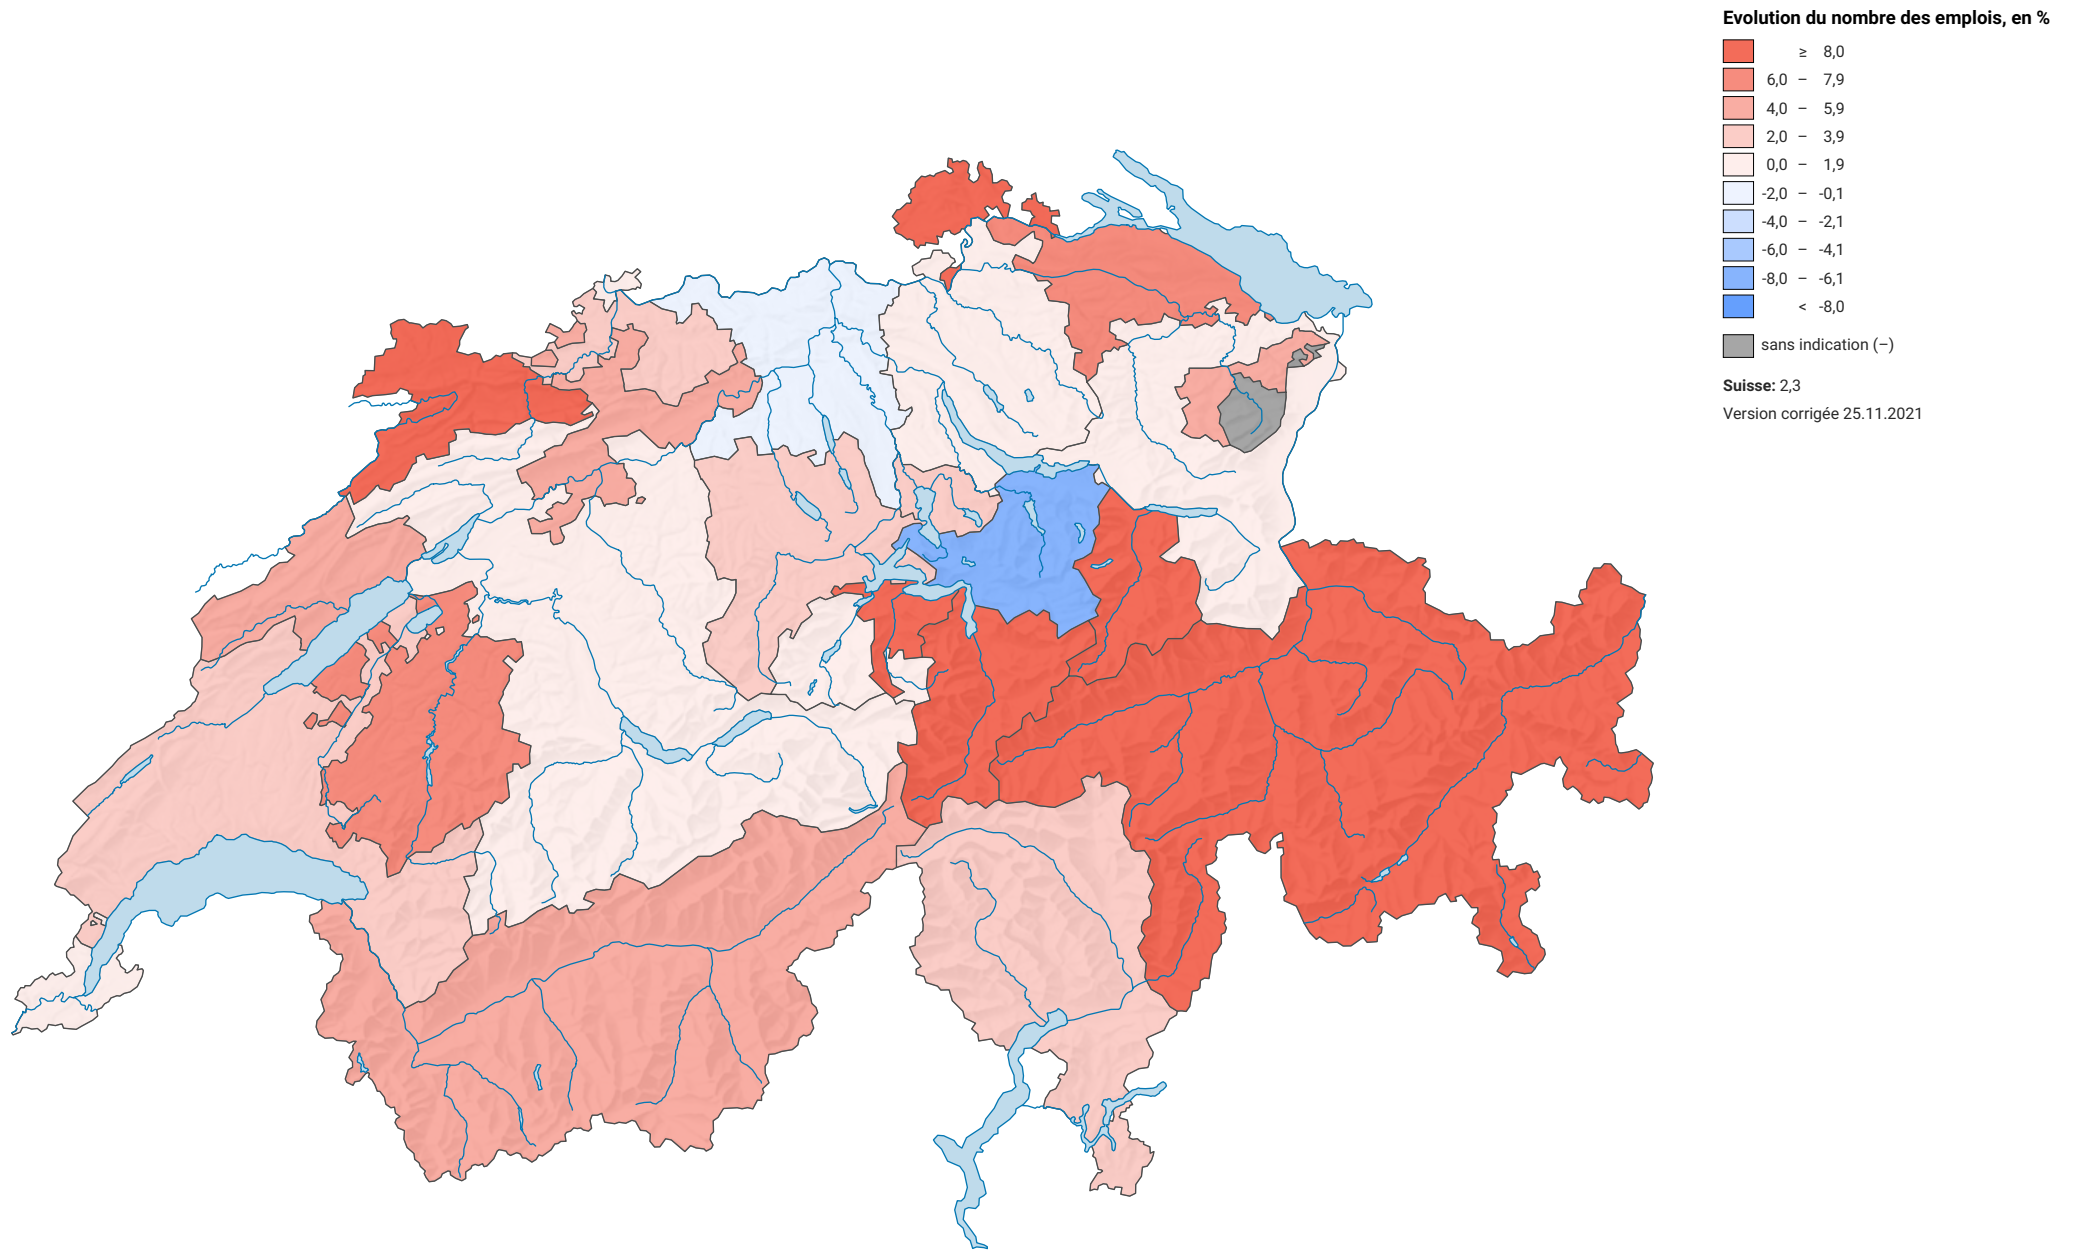 Evolution du nombre des emplois, en %
≥ 8,0
6,0 – 7,9
4,0 – 5,9
2,0 – 3,9
0,0 – 1,9
-2,0 – -0,1
-4,0 – -2,1
-6,0 – -4,1
-8,0 – -6,1
< -8,0
sans indication (–)
Suisse: 2,3
Version corrigée 25.11.2021